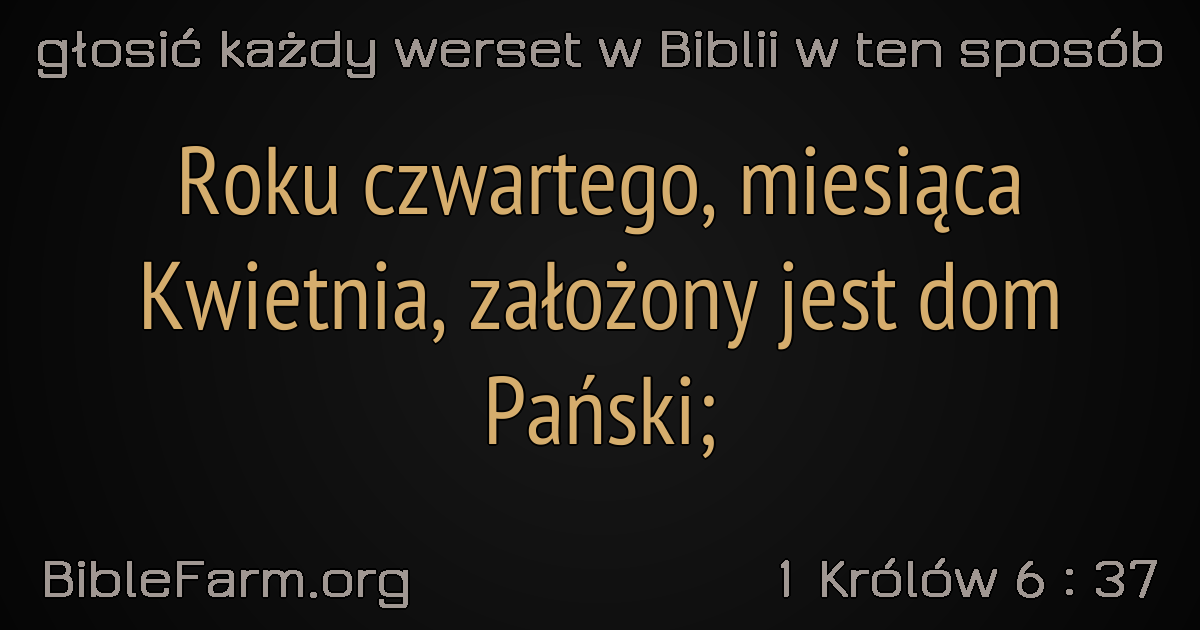 głosić każdy werset w Biblii w ten sposób
Roku czwartego, miesiąca
Kwietnia, założony jest dom
Pański;
BibleFarm.org
1 Królów 6 : 37